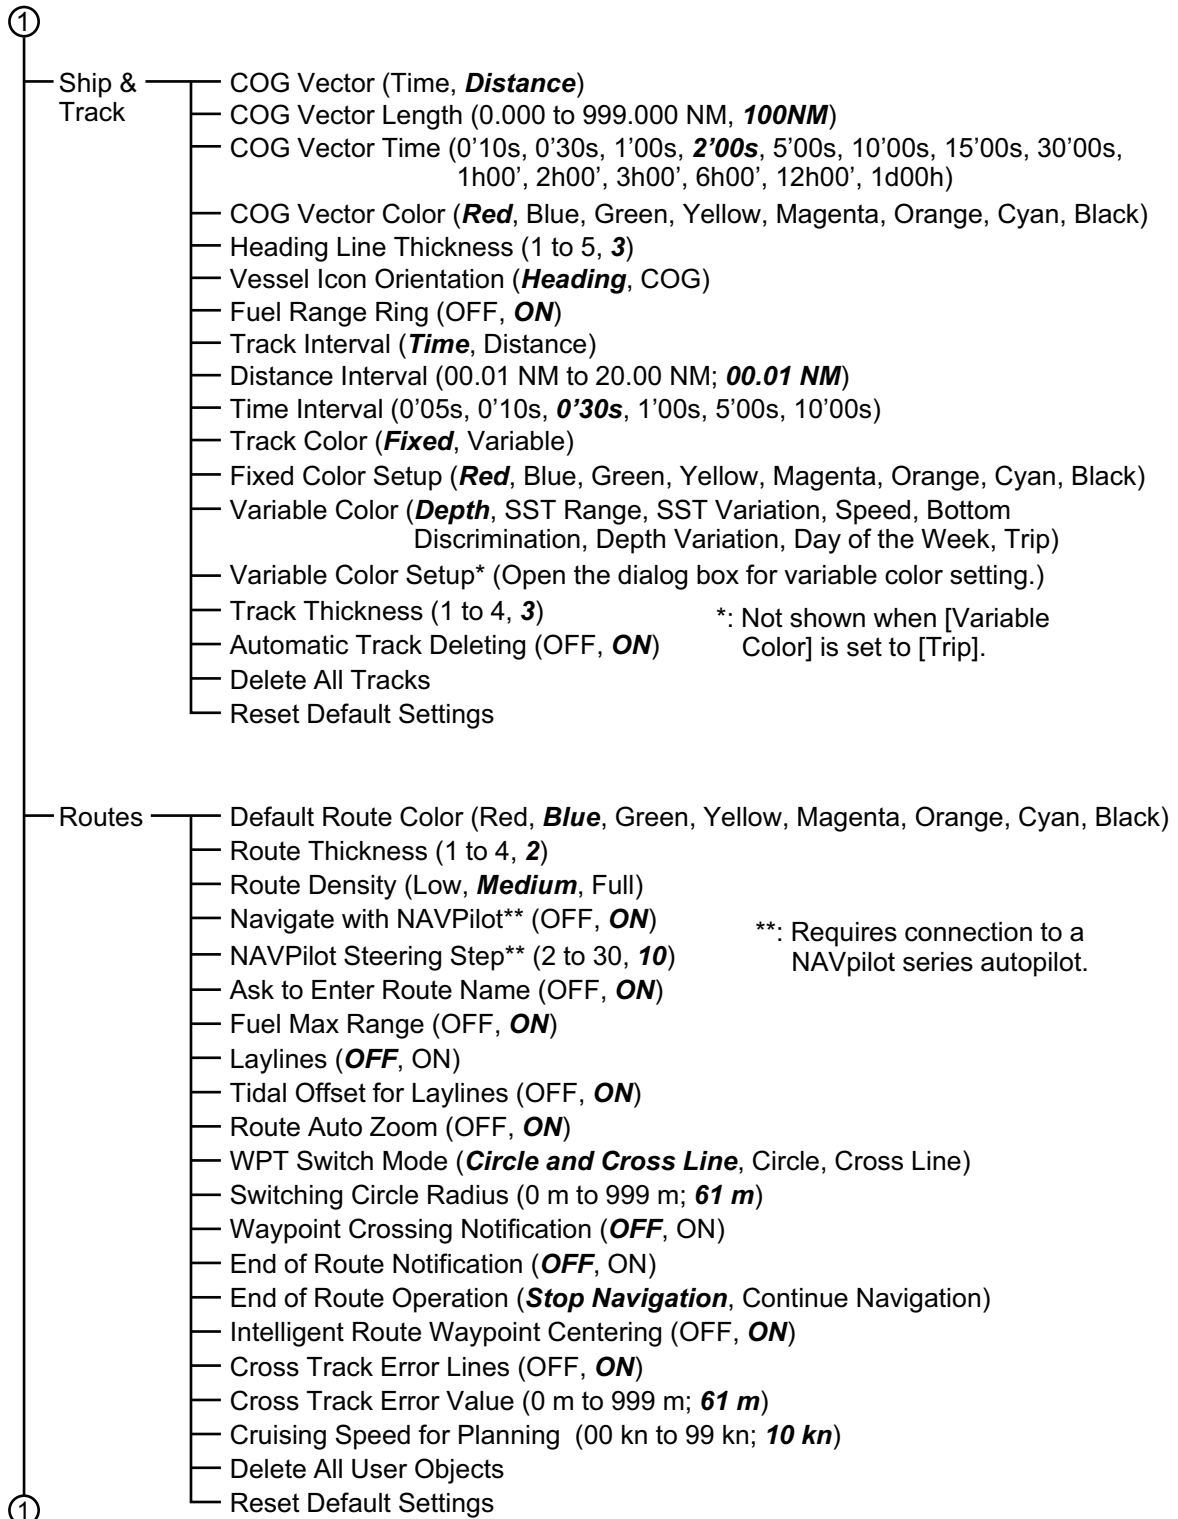 1
Ship &
Track
COG Vector (Time, Distance)
COG Vector Length (0.000 to 999.000 NM, 100NM)
COG Vector Time (0’10s, 0’30s, 1’00s, 2’00s, 5’00s, 10’00s, 15’00s, 30’00s,
1h00’, 2h00’, 3h00’, 6h00’, 12h00’, 1d00h)
COG Vector Color (Red, Blue, Green, Yellow, Magenta, Orange, Cyan, Black)
Heading Line Thickness (1 to 5, 3)
Vessel Icon Orientation (Heading, COG)
Fuel Range Ring (OFF, ON)
Track Interval (Time, Distance)
Distance Interval (00.01 NM to 20.00 NM; 00.01 NM)
Time Interval (0’05s, 0’10s, 0’30s, 1’00s, 5’00s, 10’00s)
Track Color (Fixed, Variable)
Fixed Color Setup (Red, Blue, Green, Yellow, Magenta, Orange, Cyan, Black)
Variable Color (Depth, SST Range, SST Variation, Speed, Bottom
Discrimination, Depth Variation, Day of the Week, Trip)
Variable Color Setup* (Open the dialog box for variable color setting.)
Track Thickness (1 to 4, 3)
Automatic Track Deleting (OFF, ON)
Delete All Tracks
Reset Default Settings
*: Not shown when [Variable
Color] is set to [Trip].
Routes
Default Route Color (Red, Blue, Green, Yellow, Magenta, Orange, Cyan, Black)
Route Thickness (1 to 4, 2)
Route Density (Low, Medium, Full)
Navigate with NAVPilot** (OFF, ON)
NAVPilot Steering Step** (2 to 30, 10)
Ask to Enter Route Name (OFF, ON)
Fuel Max Range (OFF, ON)
Laylines (OFF, ON)
Tidal Offset for Laylines (OFF, ON)
Route Auto Zoom (OFF, ON)
WPT Switch Mode (Circle and Cross Line, Circle, Cross Line)
Switching Circle Radius (0 m to 999 m; 61 m)
Waypoint Crossing Notification (OFF, ON)
End of Route Notification (OFF, ON)
End of Route Operation (Stop Navigation, Continue Navigation)
Intelligent Route Waypoint Centering (OFF, ON)
Cross Track Error Lines (OFF, ON)
Cross Track Error Value (0 m to 999 m; 61 m)
Cruising Speed for Planning (00 kn to 99 kn; 10 kn)
Delete All User Objects
Reset Default Settings
**: Requires connection to a
NAVpilot series autopilot.
1